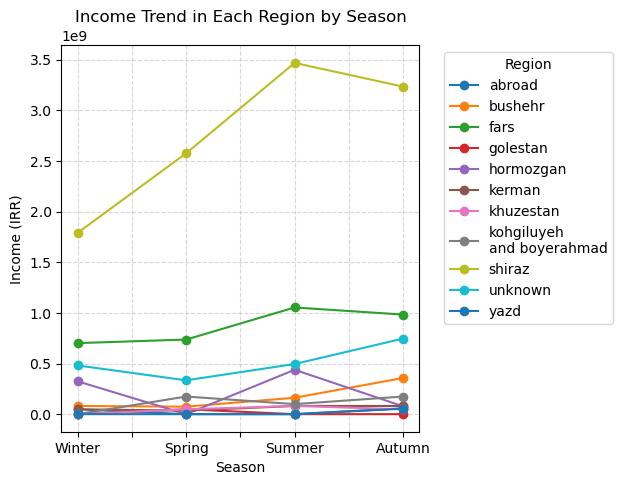 Income Trend in Each Region by Season
1e9
3.5
3.0
2.5
2.0
1.5
1.0
0.5
0.0
Income (IRR)
Winter Spring Summer Autumn
Season
Region
abroad
bushehr
fars
golestan
hormozgan
kerman
khuzestan
kohgiluyeh
and boyerahmad
shiraz
unknown
yazd